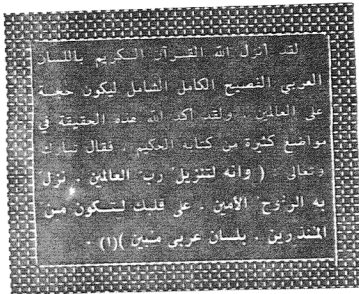 لقد أنزل الله القرآن الكريم باللسان
العربي الفصيح الكامل الشامل ليكون حجة
على العالمين . ولقد أكد الله هذه الحقيقة في
مواضع كثيرة من كتابه الحكيم . فقال تبارك
وتعالى : ( وانه لتنزيل رب العالمين . نزل
به الروح الأمين . على قلبك لتكون من
المنذرين . بلسان عربى مبين )(١) .